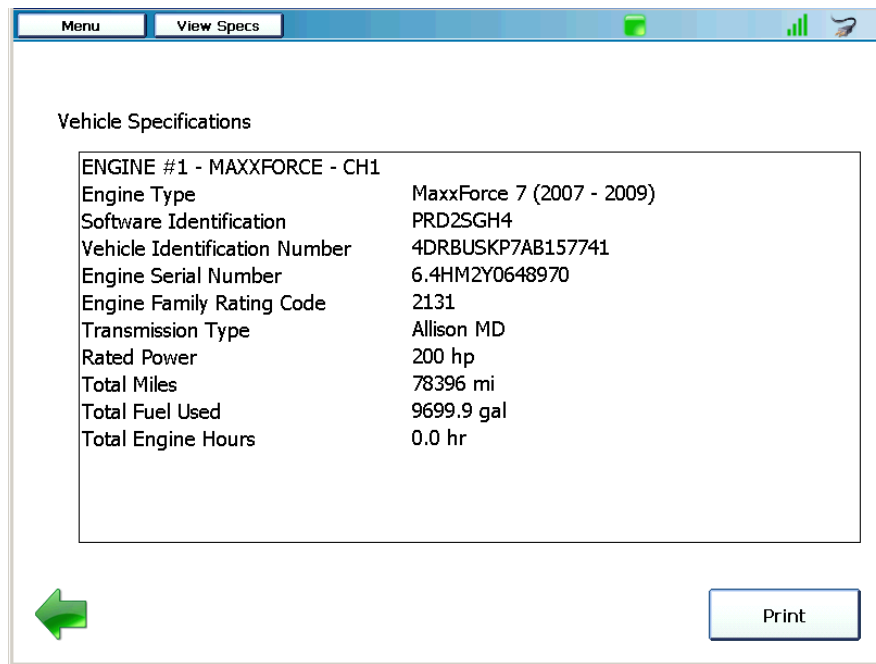 Menu View Specs
Vehicle Specifications
ENGINE #1 - MAXXFORCE - CH1
Engine Type MaxxForce 7 (2007 - 2009)
Software Identification PRD2SGH4
Vehicle Identification Number 4DRBUSKP7AB157741
Engine Serial Number 6.4HM2Y0648970
Engine Family Rating Code 2131
Transmission Type Allison MD
Rated Power 200 hp
Total Miles 78396 mi
Total Fuel Used 9699.9 gal
Total Engine Hours 0.0 hr
Print